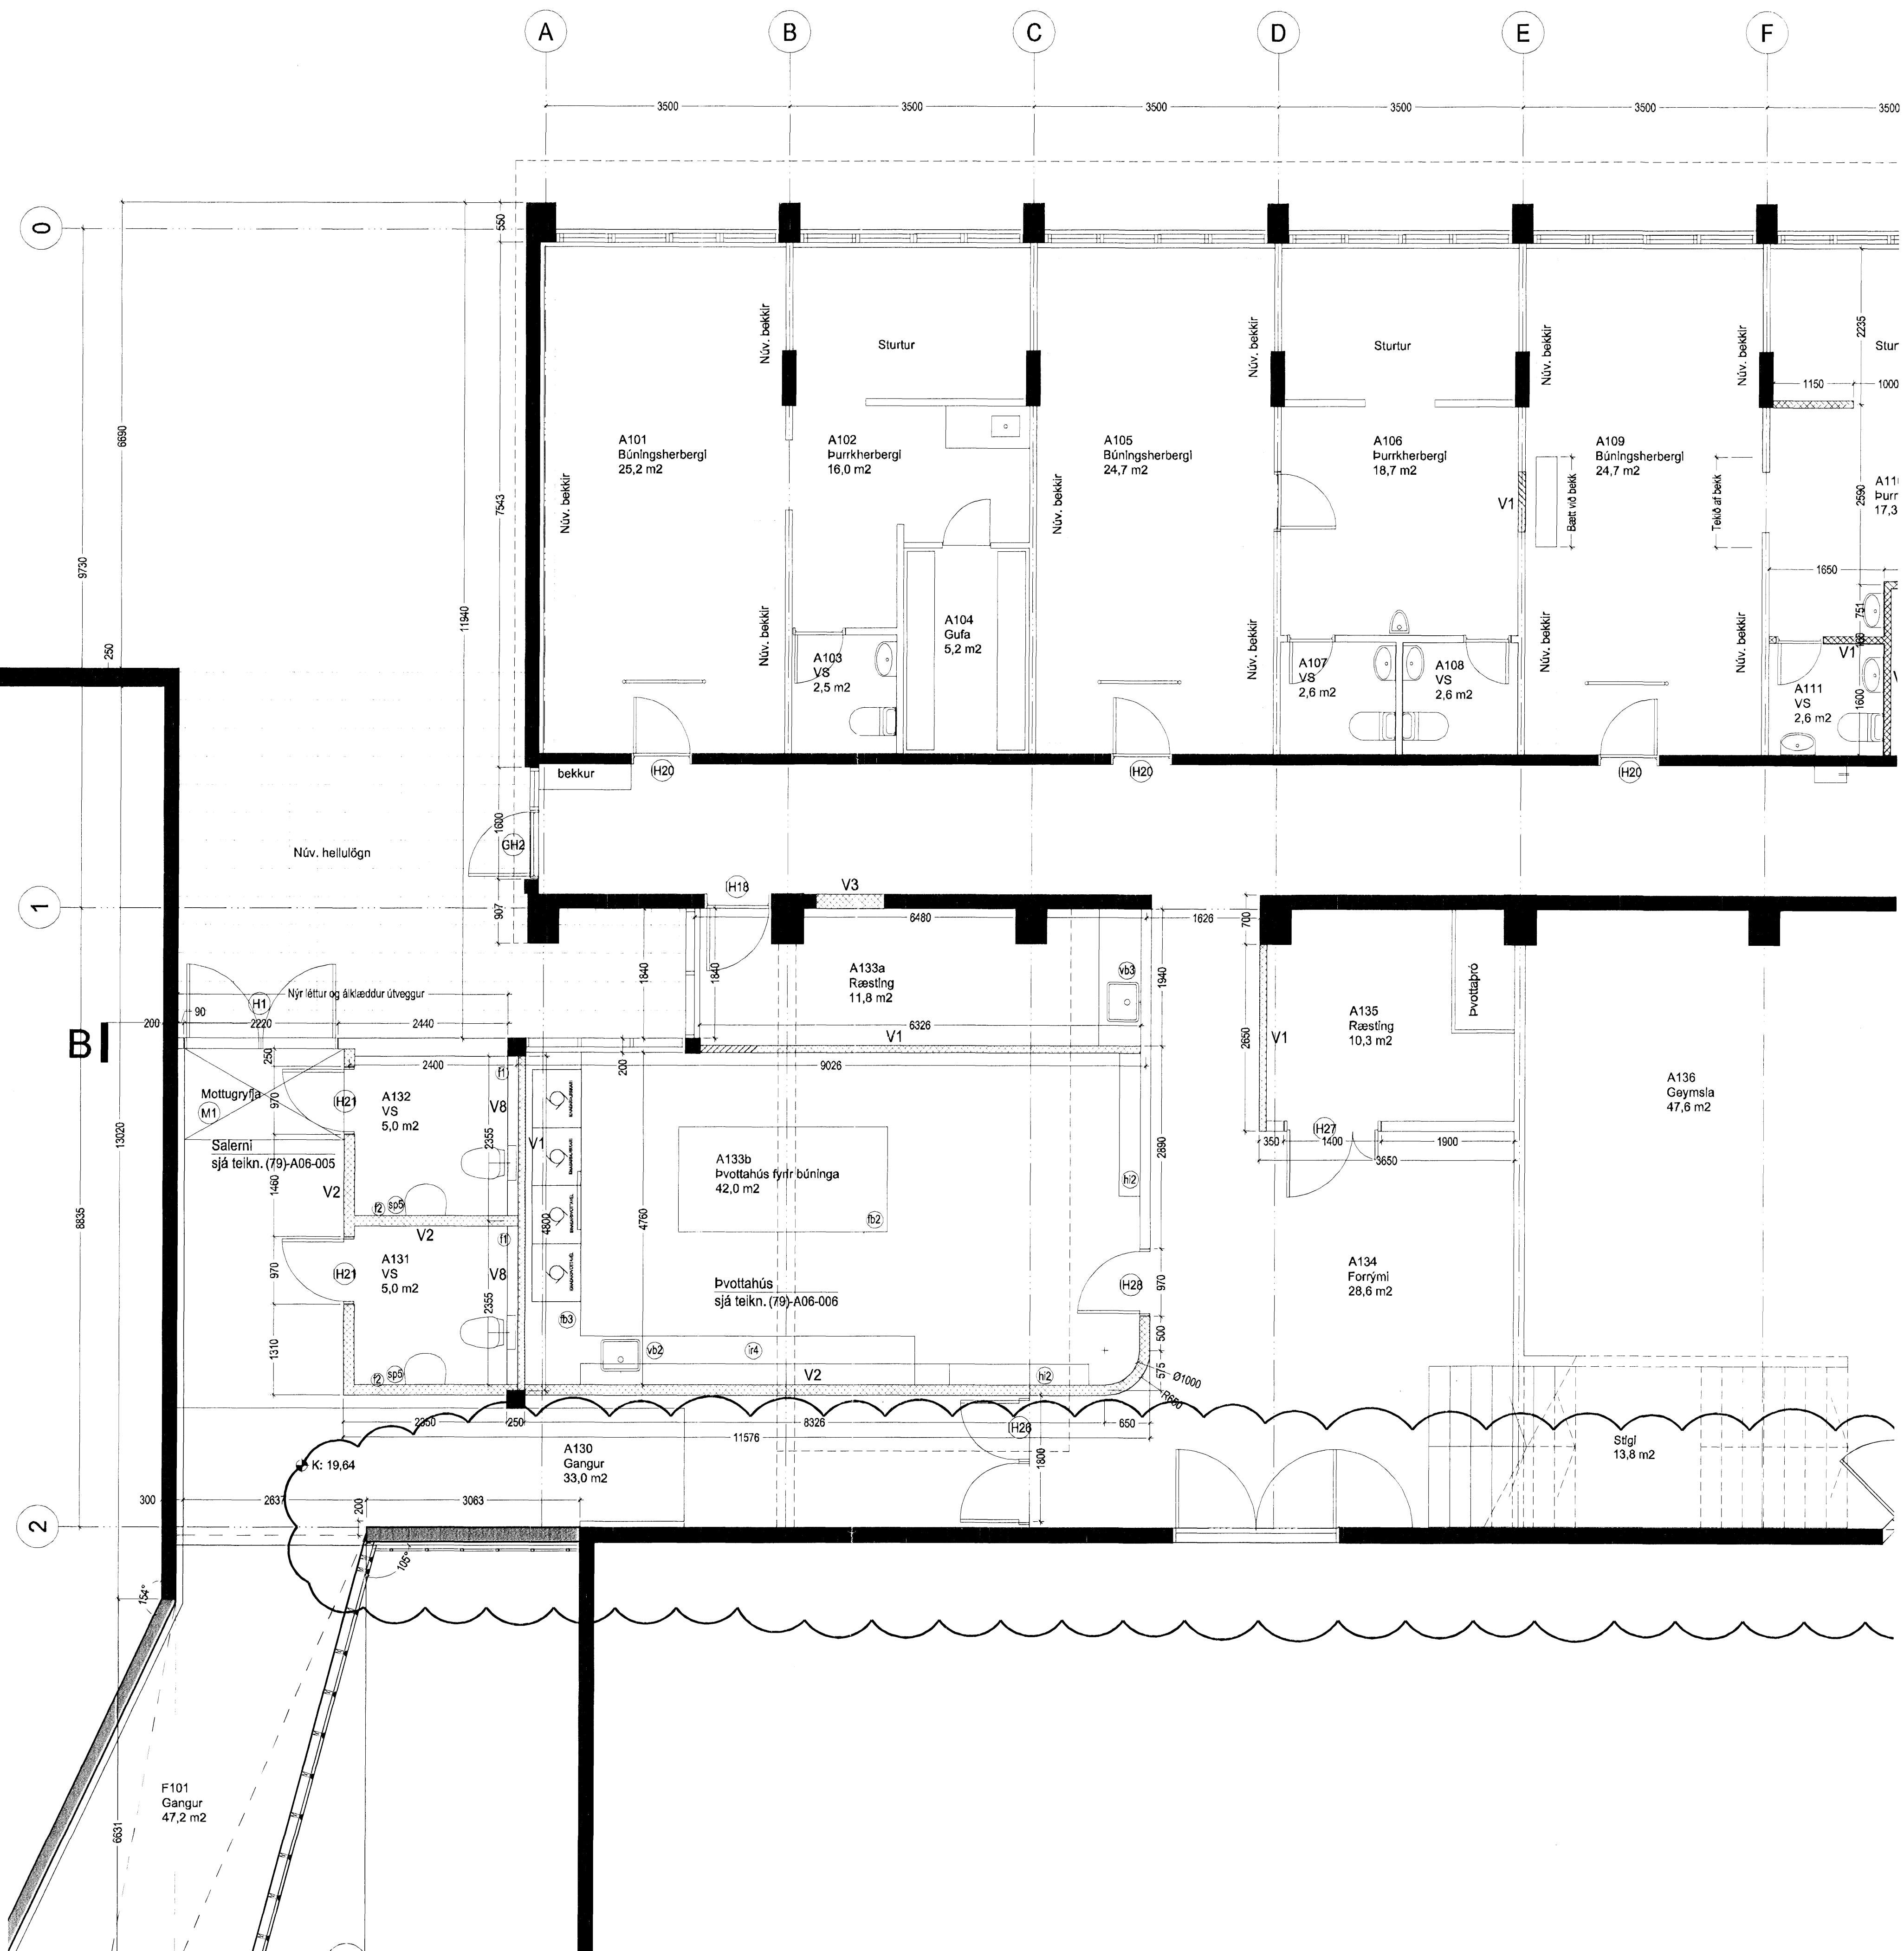 A
B
C
D
E
F
3500
3500
3500
3500
3500
3500
0
550
6690
9730
11940
7543
250
2235
1150
1000
2590
1650
751
1600
Núv. bekkir
Núv. bekkir
Núv. bekkir
Núv. bekkir
Núv. bekkir
Núv. bekkir
Núv. bekkir
Núv. bekkir
Núv. bekkir
Núv. bekkir
Sturtur
Sturtur
A101
Búningsherbergi
25,2 m2
A102
Þurrkherbergi
16,0 m2
A105
Búningsherbergi
24,7 m2
A106
Þurrkherbergi
18,7 m2
A109
Búningsherbergi
24,7 m2
V1
Bætt við bekk
Tekið af bekk
17,3
A104
Gufa
5,2 m2
A103
VS
2,5 m2
A107
VS
2,6 m2
A108
VS
2,6 m2
A111
VS
2,6 m2
V1
bekkur
H20
H20
H20
1600
GH2
Núv. hellulögn
1
907
H18
V3
6480
1626
700
1840
1840
1940
A133a
Ræsting
11,8 m2
vb3
Þvottaþró
A135
Ræsting
10,3 m2
V1
2650
Nýr léttur og álklæddur útveggur
H1
90
200
2220
2440
B
6326
V1
250
2400
200
9026
Mottugryfja
M1
970
H21
A132
VS
5,0 m2
f1
V8
V1
2355
A136
Geymsla
47,6 m2
13020
Salerni
sjá teikn. (79)-A06-005
H27
350
1400
1900
3650
A133b
Þvottahús fyrir búninga
42,0 m2
2890
hi2
fb2
1460
V2
f2
sp5
V2
4800
4760
f1
8835
970
H21
A131
VS
5,0 m2
V8
2355
fb3
Þvottahús
sjá teikn. (79)-A06-006
H28
970
A134
Forrými
28,6 m2
1310
vb2
ir4
500
575
Ø1000
f2
sp5
V2
hi2
2350
250
8326
650
11576
H26
1800
A130
Gangur
33,0 m2
K: 19,64
Stigi
13,8 m2
300
2637
200
3063
2
105°
154°
F101
Gangur
47,2 m2
6631